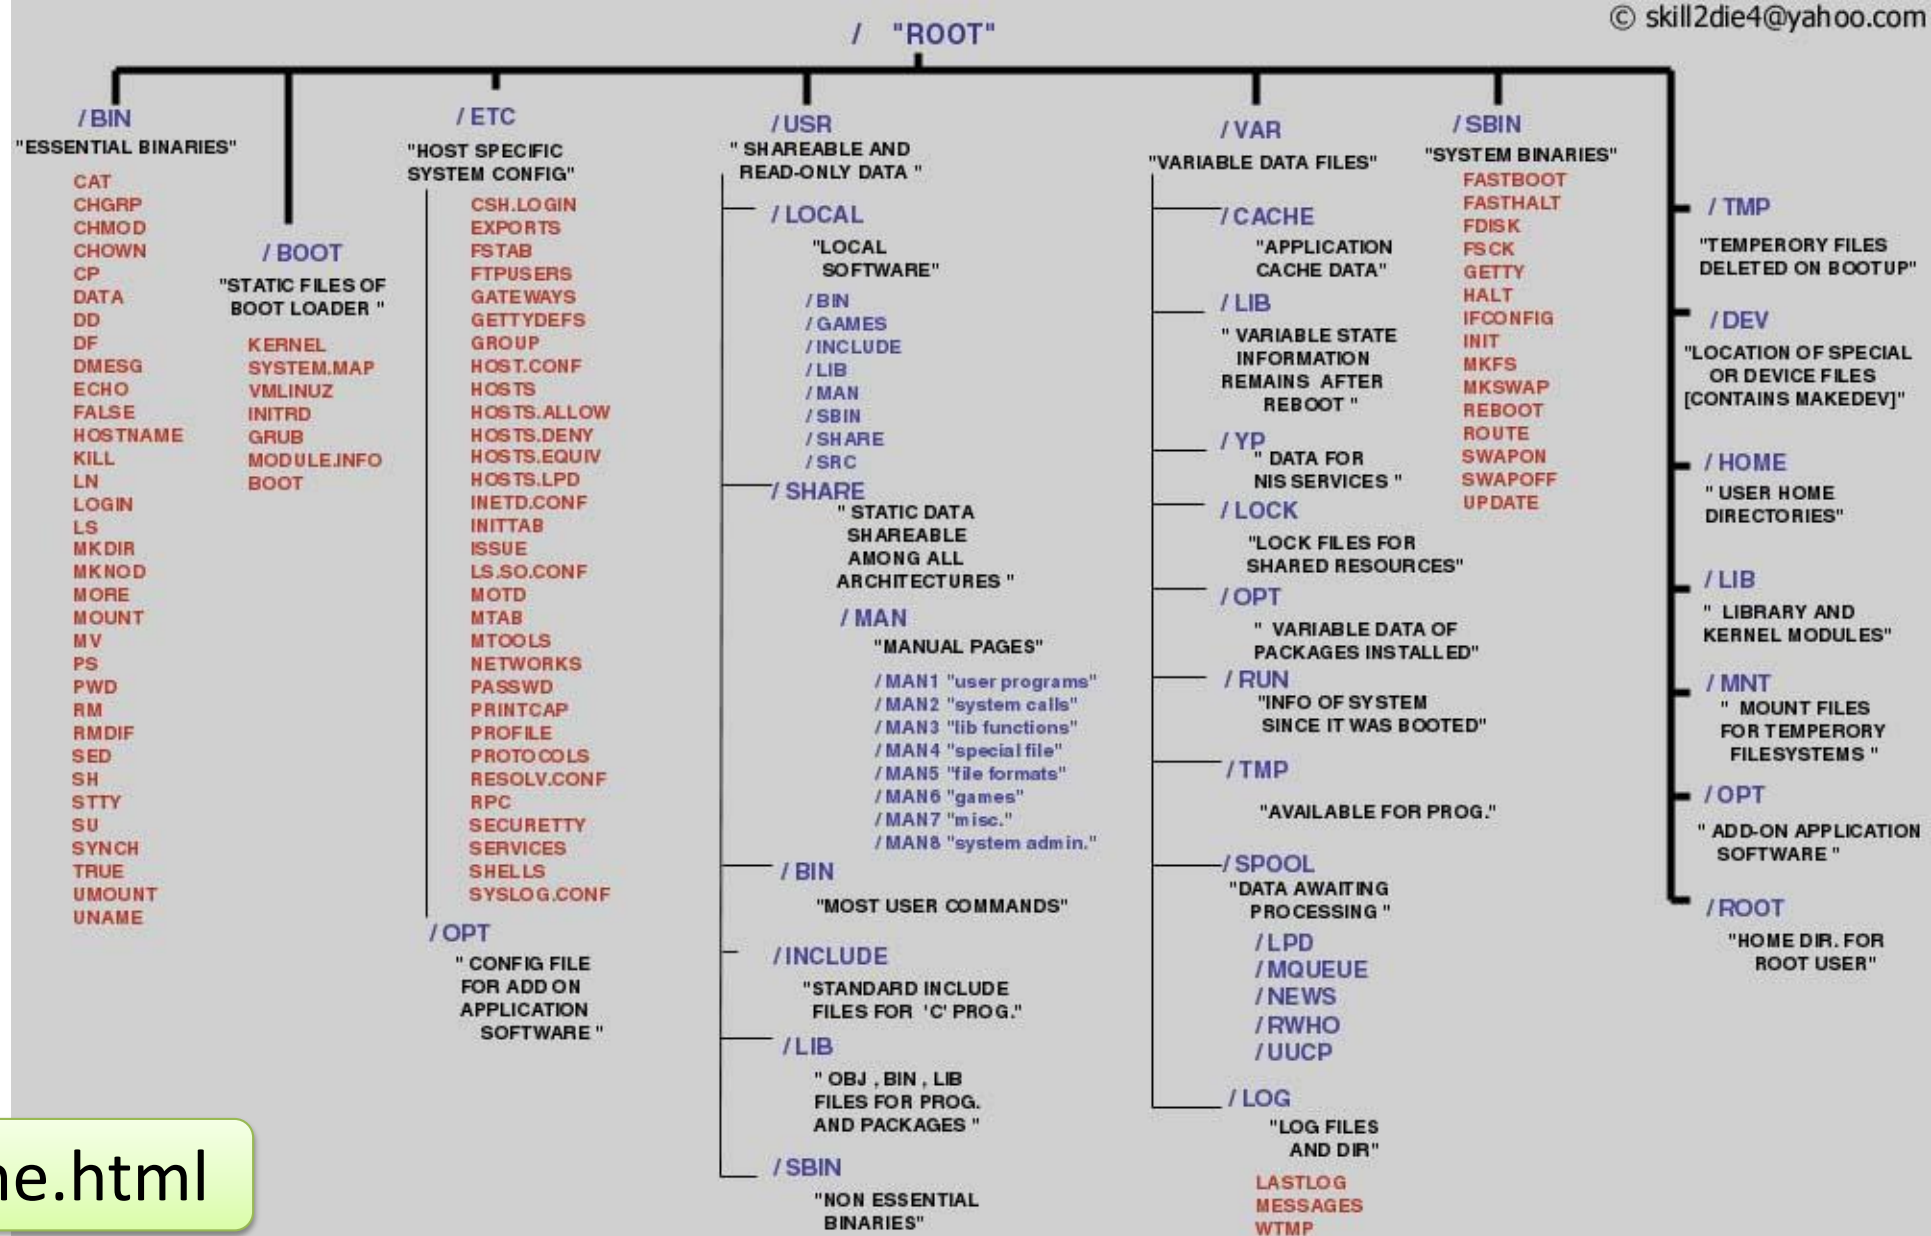 © skill2die4@yahoo.com
/ "ROOT"
/BIN
"ESSENTIAL BINARIES"
CAT
CHGRP
CHMOD
CHOWN
CP
DATA
DD
DF
DMESG
ECHO
FALSE
HOSTNAME
KILL
LN
LOGIN
LS
MKDIR
MKNOD
MORE
MOUNT
MV
PS
PWD
RM
RMDIF
SED
SH
STTY
SU
SYNCH
TRUE
UMOUNT
UNAME
/BOOT
"STATIC FILES OF
BOOT LOADER "
KERNEL
SYSTEM.MAP
VMLINUZ
INITRD
GRUB
MODULE.INFO
BOOT
/ETC
"HOST SPECIFIC
SYSTEM CONFIG"
CSH.LOGIN
EXPORTS
FSTAB
FTPUSERS
GATEWAYS
GETTYDEFS
GROUP
HOST.CONF
HOSTS
HOSTS.ALLOW
HOSTS.DENY
HOSTS.EQUIV
HOSTS.LPD
INETD.CONF
INITTAB
ISSUE
LS.SO.CONF
MOTD
MTAB
MTOOLS
NETWORKS
PASSWD
PRINTCAP
PROFILE
PROTOCOLS
RESOLV.CONF
RPC
SECURETTY
SERVICES
SHELLS
SYSLOG.CONF
/OPT
" CONFIG FILE
FOR ADD ON
APPLICATION
SOFTWARE "
/USR
" SHAREABLE AND
READ-ONLY DATA "
/LOCAL
"LOCAL
SOFTWARE"
/BIN
/GAMES
/INCLUDE
/LIB
/MAN
/SBIN
/SHARE
/SRC
/SHARE
" STATIC DATA
SHAREABLE
AMONG ALL
ARCHITECTURES "
/MAN
"MANUAL PAGES"
/MAN1 "user programs"
/MAN2 "system calls"
/MAN3 "lib functions"
/MAN4 "special file"
/MAN5 "file formats"
/MAN6 "games"
/MAN7 "misc."
/MAN8 "system admin."
/BIN
"MOST USER COMMANDS"
/INCLUDE
"STANDARD INCLUDE
FILES FOR 'C' PROG."
/LIB
" OBJ , BIN , LIB
FILES FOR PROG.
AND PACKAGES "
/SBIN
"NON ESSENTIAL
BINARIES"
/VAR
"VARIABLE DATA FILES"
/CACHE
"APPLICATION
CACHE DATA"
/LIB
" VARIABLE STATE
INFORMATION
REMAINS AFTER
REBOOT "
/YP
" DATA FOR
NIS SERVICES "
/LOCK
"LOCK FILES FOR
SHARED RESOURCES"
/OPT
" VARIABLE DATA OF
PACKAGES INSTALLED"
/RUN
"INFO OF SYSTEM
SINCE IT WAS BOOTED"
/TMP
"AVAILABLE FOR PROG."
/SPOOL
"DATA AWAITING
PROCESSING "
/LPD
/MQUEUE
/NEWS
/RWHO
/UUCP
/LOG
"LOG FILES
AND DIR"
LASTLOG
MESSAGES
WTMP
/SBIN
"SYSTEM BINARIES"
FASTBOOT
FASTHALT
FDISK
FSCK
GETTY
HALT
IFCONFIG
INIT
MKFS
MKSWAP
REBOOT
ROUTE
SWAPON
SWAPOFF
UPDATE
/TMP
"TEMPERORY FILES
DELETED ON BOOTUP"
/DEV
"LOCATION OF SPECIAL
OR DEVICE FILES
[CONTAINS MAKEDEV]"
/HOME
" USER HOME
DIRECTORIES"
/LIB
" LIBRARY AND
KERNEL MODULES"
/MNT
" MOUNT FILES
FOR TEMPERORY
FILESYSTEMS "
/OPT
" ADD-ON APPLICATION
SOFTWARE "
/ROOT
"HOME DIR. FOR
ROOT USER"
e.html